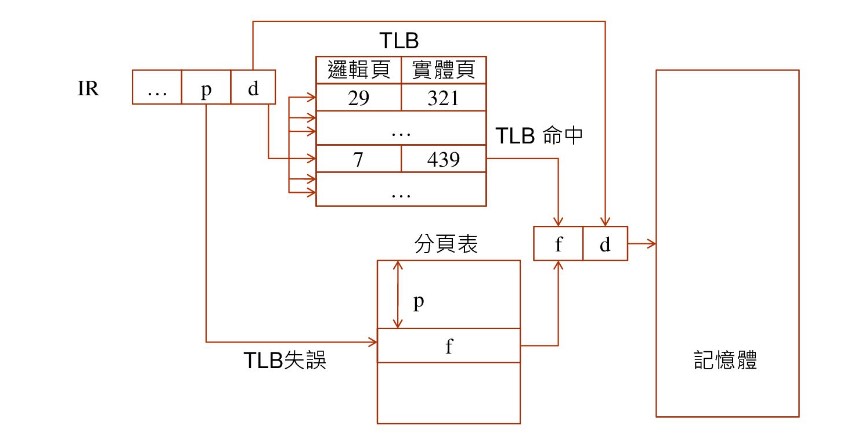 TLB
邏輯頁 實體頁
IR … p d
29 321
…
TLB 命中
7 439
…
f d
分頁表
p
f
TLB失誤
記憶體